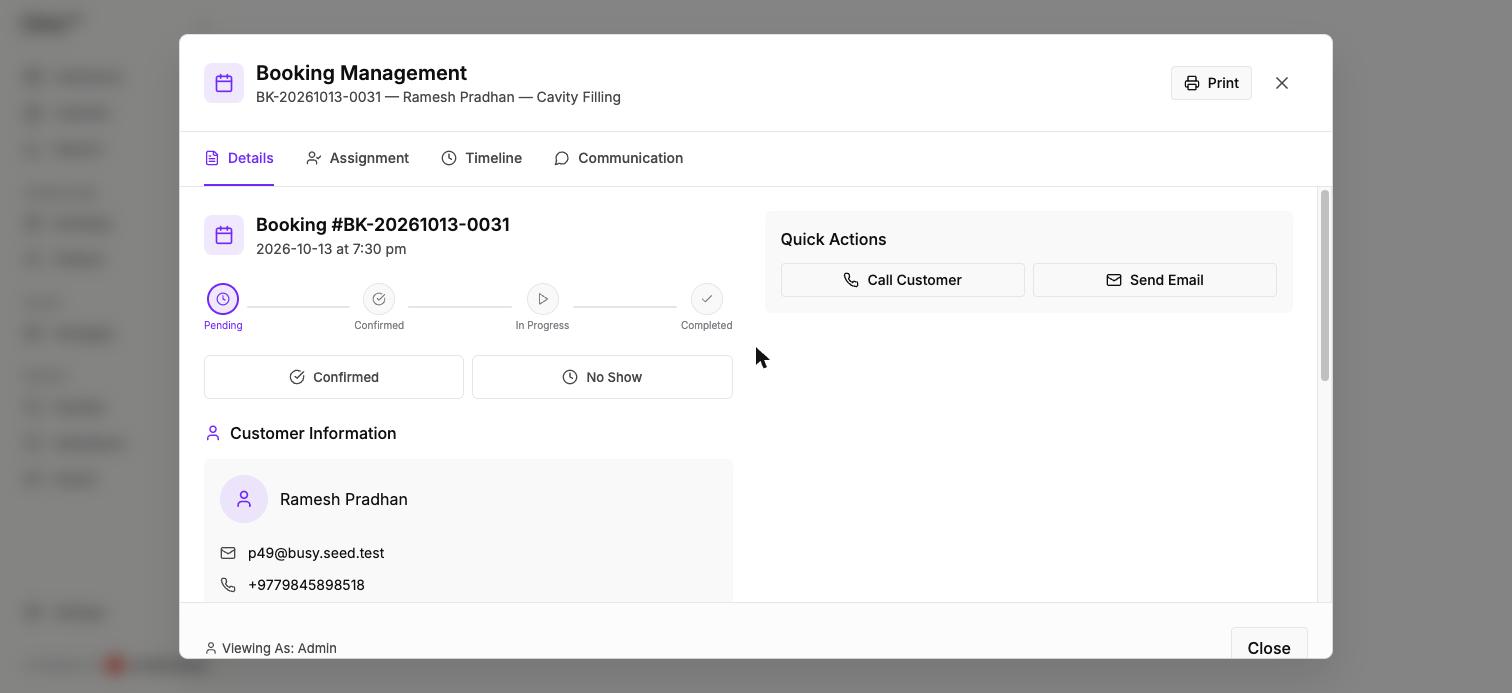 Booking Management
BK-20261013-0031 — Ramesh Pradhan — Cavity Filling
Print
Details
Assignment
Timeline
Communication
Booking #BK-20261013-0031
2026-10-13 at 7:30 pm
Pending
Confirmed
In Progress
Completed
Confirmed
No Show
Quick Actions
Call Customer
Send Email
Customer Information
Ramesh Pradhan
p49@busy.seed.test
+9779845898518
Viewing As: Admin
Close